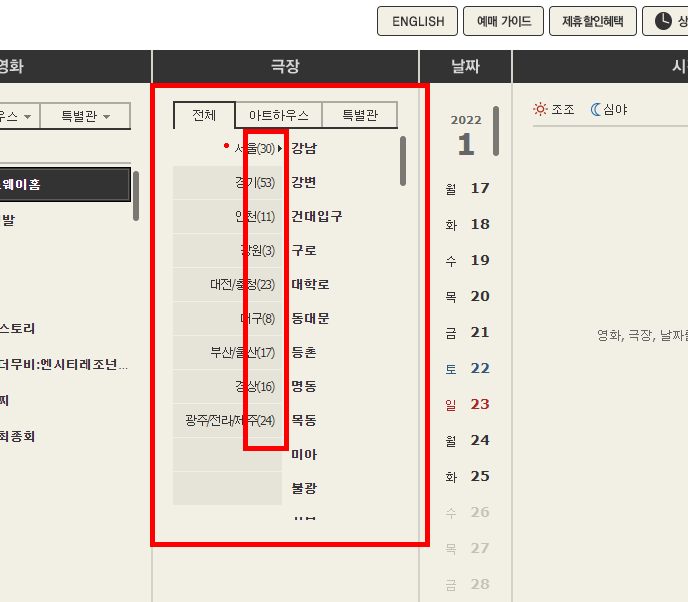 ENGLISH
예매 가이드
제휴할인혜택
상
영화
극장
날짜
시
우스
특별관
전체
아트하우스
특별관
2022
1
조조
심야
웨이홈
발
스토리
더무비:엔시티레조넌...
찌
최종회
서울(30)
경기(53)
인천(11)
강원(3)
대전/충청(23)
대구(8)
부산/울산(17)
경상(16)
광주/전라/제주(24)
강남
강변
건대입구
구로
대학로
동대문
등촌
명동
목동
미아
불광
월 17
화 18
수 19
목 20
금 21
토 22
일 23
월 24
화 25
수 26
목 27
금 28
영화, 극장, 날짜를